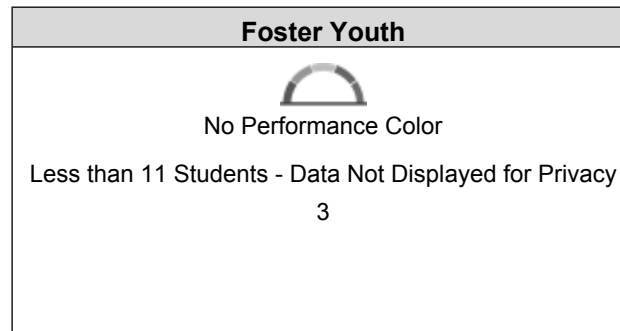 Foster Youth
No Performance Color
Less than 11 Students - Data Not Displayed for Privacy
3